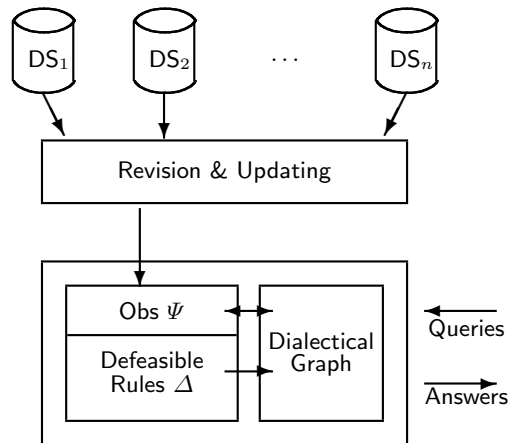 DS₁ DS₂ … DSₙ
Revision & Updating
Obs Ψ
Defeasible
Rules Δ
Dialectical
Graph
Queries
Answers